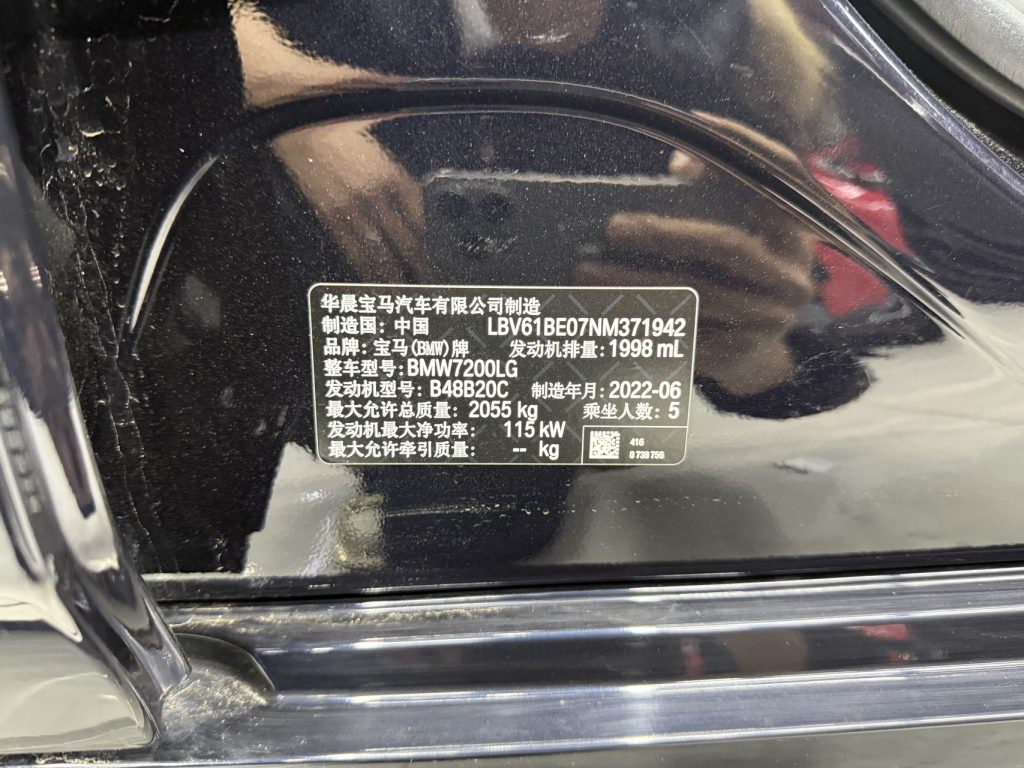 华晨宝马汽车有限公司制造
制造国：中国 LBV61BE07NM371942
品牌：宝马(BMW)牌 发动机排量：1998 mL
整车型号：BMW7200LG
发动机型号：B48B20C 制造年月：2022-06
最大允许总质量：2055 kg 乘坐人数：5
发动机最大净功率：115 kW
最大允许牵引质量：-- kg
416
8 739 756